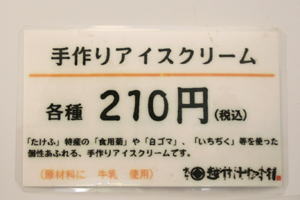 手作りアイスクリーム
各種 210円(税込)
「たけふ」特産の「食用菊」や「白ゴマ」、「いちぢく」等を使った
個性あふれる、手作りアイスクリームです。
(原材料に 牛乳 使用)